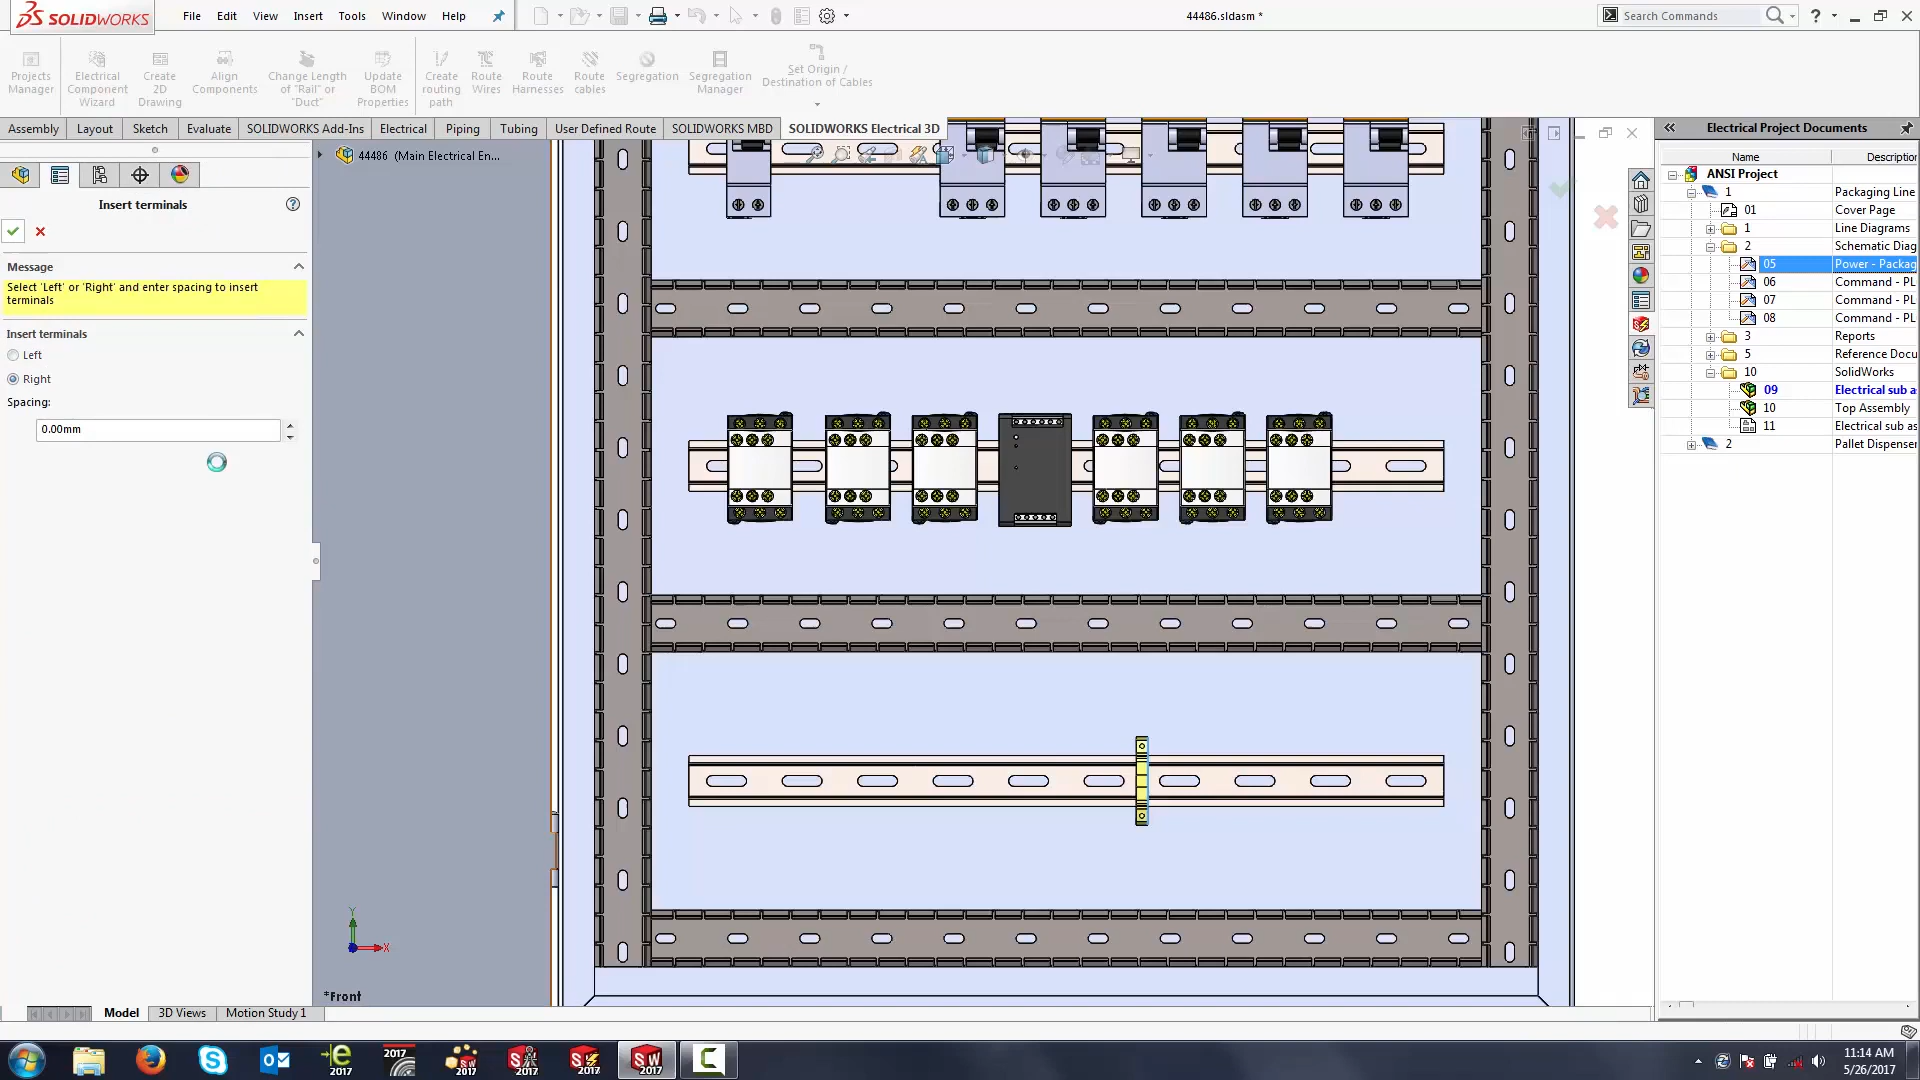 SOLIDWORKS
File Edit View Insert Tools Window Help
44486.sldasm *
Search Commands
Projects Manager
Electrical Component Wizard
Create 2D Drawing
Align Components
Change Length of "Rail" or "Duct"
Update BOM Properties
Create routing path
Route Wires
Route Harnesses
Route cables
Segregation
Segregation Manager
Set Origin / Destination of Cables
Assembly Layout Sketch Evaluate SOLIDWORKS Add-Ins Electrical Piping Tubing User Defined Route SOLIDWORKS MBD SOLIDWORKS Electrical 3D
44486 (Main Electrical En...
Insert terminals
Message
Select 'Left' or 'Right' and enter spacing to insert
terminals
Insert terminals
Left
Right
Spacing:
0.00mm
Y
X
*Front
Model 3D Views Motion Study 1
Electrical Project Documents
Name Descriptio
ANSI Project
1 Packaging Line
01 Cover Page
1 Line Diagrams
2 Schematic Diag
05 Power - Packag
06 Command - PL
07 Command - PL
08 Command - PL
3 Reports
5 Reference Docu
10 SolidWorks
09 Electrical sub a
10 Top Assembly
11 Electrical sub as
2 Pallet Dispenser
2017
2017
2017
2017
2017
2017
11:14 AM
5/26/2017